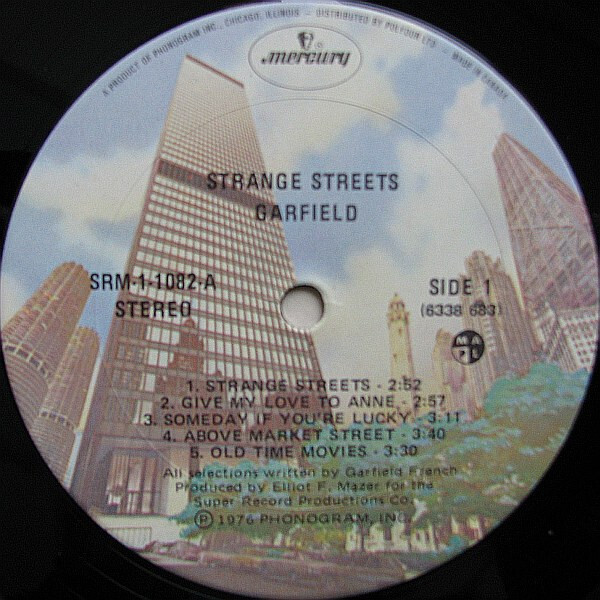 A PRODUCT OF PHONOGRAM INC., CHICAGO, ILLINOIS - DISTRIBUTED BY POLYDOR LTD. - MADE IN CANADA
mercury
STRANGE STREETS
GARFIELD
SRM-1-1082-A
STEREO
SIDE 1
(6338 683)
MAPL
1. STRANGE STREETS - 2:52
2. GIVE MY LOVE TO ANNE - 2:57
3. SOMEDAY IF YOU'RE LUCKY - 3:11
4. ABOVE MARKET STREET - 3:40
5. OLD TIME MOVIES - 3:30
All selections written by Garfield French
Produced by Elliot F. Mazer for the
Super Record Productions Co.
Ⓟ 1976 PHONOGRAM, INC.